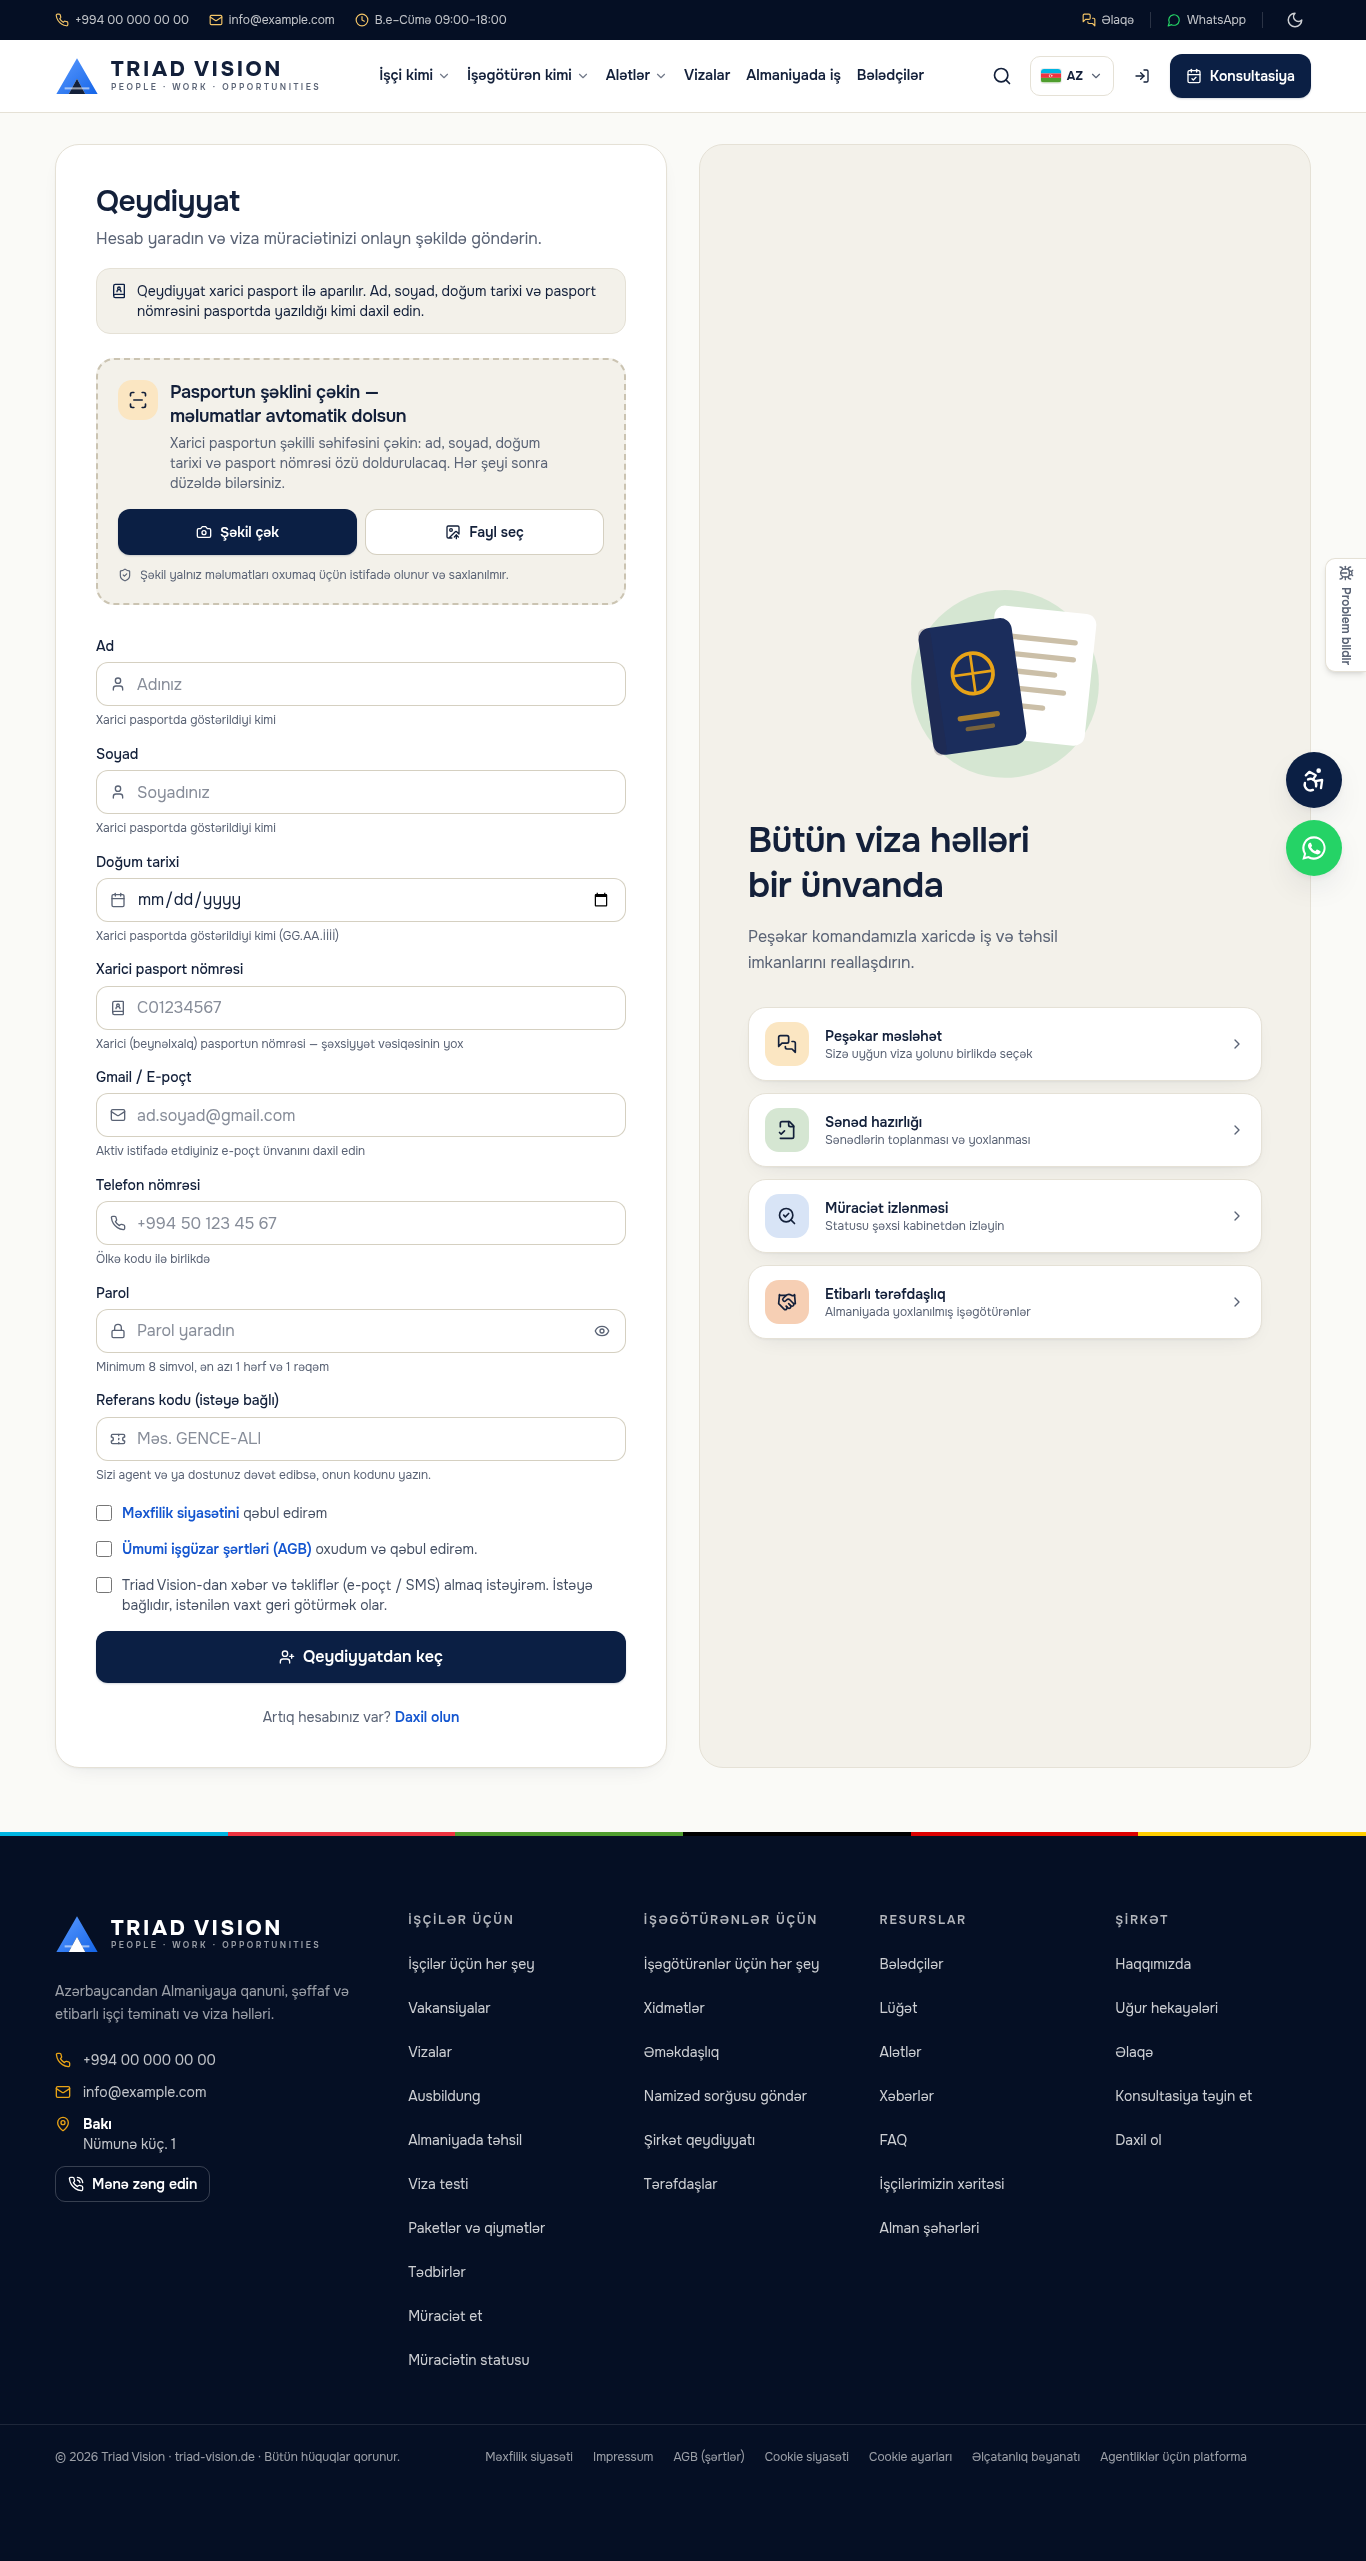 +994 00 000 00 00
info@example.com
B.e–Cümə 09:00–18:00
Əlaqə
WhatsApp
TRIAD VISION
PEOPLE · WORK · OPPORTUNITIES
İşçi kimi
İşəgötürən kimi
Alətlər
Vizalar
Almaniyada iş
Bələdçilər
AZ
Konsultasiya
Qeydiyyat
Hesab yaradın və viza müraciətinizi onlayn şəkildə göndərin.
Qeydiyyat xarici pasport ilə aparılır. Ad, soyad, doğum tarixi və pasport
nömrəsini pasportda yazıldığı kimi daxil edin.
Pasportun şəklini çəkin —
məlumatlar avtomatik dolsun
Xarici pasportun şəkilli səhifəsini çəkin: ad, soyad, doğum
tarixi və pasport nömrəsi özü doldurulacaq. Hər şeyi sonra
düzəldə bilərsiniz.
Şəkil çək
Fayl seç
Şəkil yalnız məlumatları oxumaq üçün istifadə olunur və saxlanılmır.
Ad
Adınız
Xarici pasportda göstərildiyi kimi
Soyad
Soyadınız
Xarici pasportda göstərildiyi kimi
Doğum tarixi
mm/dd/yyyy
Xarici pasportda göstərildiyi kimi (GG.AA.İİİİ)
Xarici pasport nömrəsi
C01234567
Xarici (beynəlxalq) pasportun nömrəsi — şəxsiyyət vəsiqəsinin yox
Gmail / E-poçt
ad.soyad@gmail.com
Aktiv istifadə etdiyiniz e-poçt ünvanını daxil edin
Telefon nömrəsi
+994 50 123 45 67
Ölkə kodu ilə birlikdə
Parol
Parol yaradın
Minimum 8 simvol, ən azı 1 hərf və 1 rəqəm
Referans kodu (istəyə bağlı)
Məs. GENCE-ALI
Sizi agent və ya dostunuz dəvət edibsə, onun kodunu yazın.
Məxfilik siyasətini qəbul edirəm
Ümumi işgüzar şərtləri (AGB) oxudum və qəbul edirəm.
Triad Vision-dan xəbər və təkliflər (e-poçt / SMS) almaq istəyirəm. İstəyə
bağlıdır, istənilən vaxt geri götürmək olar.
Qeydiyyatdan keç
Artıq hesabınız var? Daxil olun
Bütün viza həlləri
bir ünvanda
Peşəkar komandamızla xaricdə iş və təhsil
imkanlarını reallaşdırın.
Peşəkar məsləhət
Sizə uyğun viza yolunu birlikdə seçək
Sənəd hazırlığı
Sənədlərin toplanması və yoxlanması
Müraciət izlənməsi
Statusu şəxsi kabinetdən izləyin
Etibarlı tərəfdaşlıq
Almaniyada yoxlanılmış işəgötürənlər
Problem bildir
TRIAD VISION
PEOPLE · WORK · OPPORTUNITIES
Azərbaycandan Almaniyaya qanuni, şəffaf və
etibarlı işçi təminatı və viza həlləri.
+994 00 000 00 00
info@example.com
Bakı
Nümunə küç. 1
Mənə zəng edin
İŞÇİLƏR ÜÇÜN
İşçilər üçün hər şey
Vakansiyalar
Vizalar
Ausbildung
Almaniyada təhsil
Viza testi
Paketlər və qiymətlər
Tədbirlər
Müraciət et
Müraciətin statusu
İŞƏGÖTÜRƏNLƏR ÜÇÜN
İşəgötürənlər üçün hər şey
Xidmətlər
Əməkdaşlıq
Namizəd sorğusu göndər
Şirkət qeydiyyatı
Tərəfdaşlar
RESURSLAR
Bələdçilər
Lüğət
Alətlər
Xəbərlər
FAQ
İşçilərimizin xəritəsi
Alman şəhərləri
ŞİRKƏT
Haqqımızda
Uğur hekayələri
Əlaqə
Konsultasiya təyin et
Daxil ol
© 2026 Triad Vision · triad-vision.de · Bütün hüquqlar qorunur.
Məxfilik siyasəti
Impressum
AGB (şərtlər)
Cookie siyasəti
Cookie ayarları
Əlçatanlıq bəyanatı
Agentliklər üçün platforma